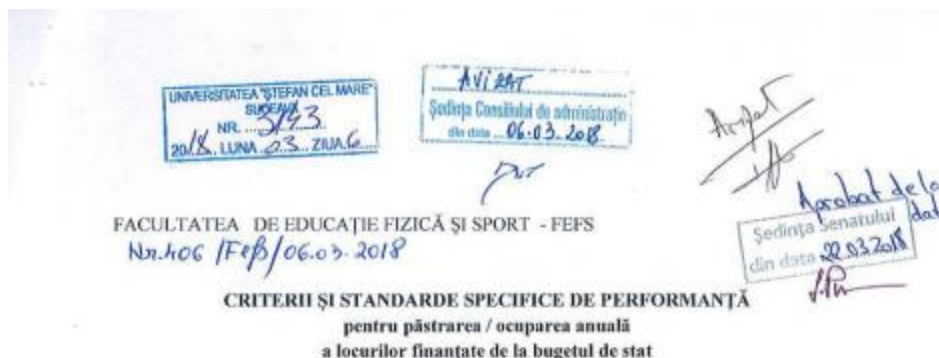 UNIVERSITATEA "ŞTEFAN CEL MARE"
SUCEAVA
NR. ....3143
2018.. LUNA ..03.. ZIUA.6....
AVIZAT
Şedinţa Consiliului de administraţie
din data ...06.03.2018
Avizat
Aprobat de la
data
Şedinţa Senatului
din data 22.03.2018
FACULTATEA DE EDUCAŢIE FIZICĂ ŞI SPORT - FEFS
Nr.406 /FEFS/06.03.2018
CRITERII ŞI STANDARDE SPECIFICE DE PERFORMANŢĂ
pentru păstrarea / ocuparea anuală
a locurilor finanţate de la bugetul de stat